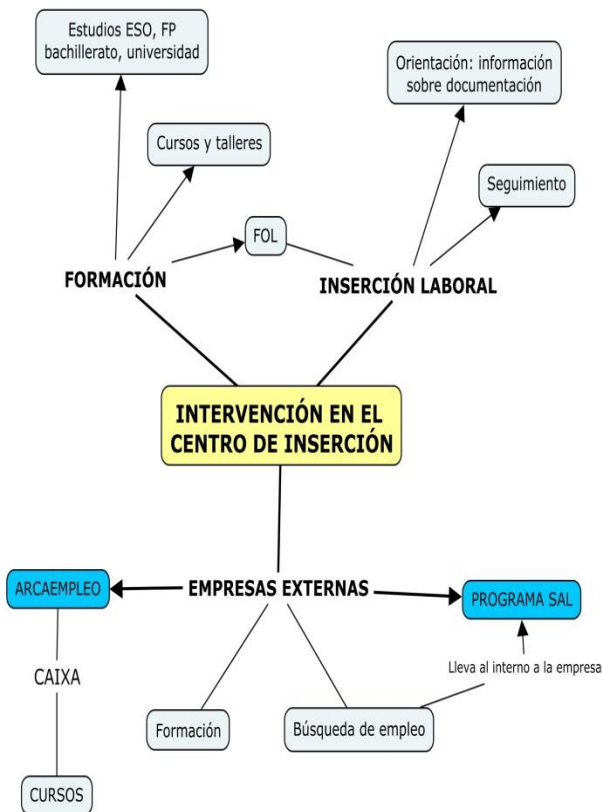 Estudios ESO, FP
bachillerato, universidad
Orientación: información
sobre documentación
Cursos y talleres
Seguimiento
FOL
FORMACIÓN
INSERCIÓN LABORAL
INTERVENCIÓN EN EL
CENTRO DE INSERCIÓN
ARCAEMPLEO
EMPRESAS EXTERNAS
PROGRAMA SAL
CAIXA
Lleva al interno a la empresa
Formación
Búsqueda de empleo
CURSOS